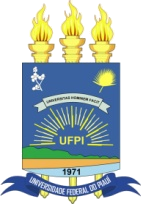 UNIVERSITAS HOMINEM FACIT
UFPI
1971
UNIVERSIDADE FEDERAL DO PIAUÍ